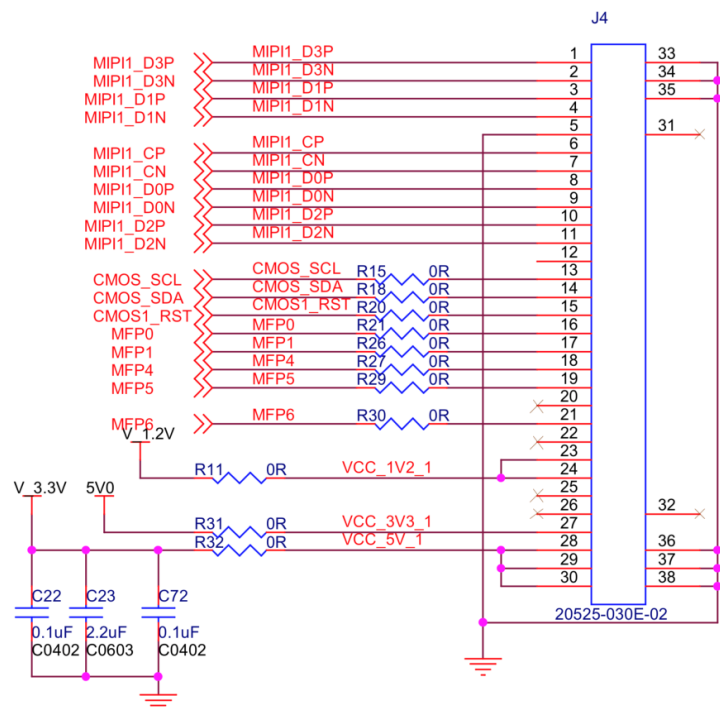 J4
MIPI1_D3P MIPI1_D3P 1 33
MIPI1_D3N MIPI1_D3N 2 34
MIPI1_D1P MIPI1_D1P 3 35
MIPI1_D1N MIPI1_D1N 4
5 31
MIPI1_CP MIPI1_CP 6
MIPI1_CN MIPI1_CN 7
MIPI1_D0P MIPI1_D0P 8
MIPI1_D0N MIPI1_D0N 9
MIPI1_D2P MIPI1_D2P 10
MIPI1_D2N MIPI1_D2N 11
12
CMOS_SCL CMOS_SCL R15 0R 13
CMOS_SDA CMOS_SDA R18 0R 14
CMOS1_RST CMOS1_RST R20 0R 15
MFP0 MFP0 R21 0R 16
MFP1 MFP1 R26 0R 17
MFP4 MFP4 R27 0R 18
MFP5 MFP5 R29 0R 19
20
MFP6 MFP6 R30 0R 21
V_1.2V 22
23
R11 0R VCC_1V2_1 24
V_3.3V 5V0 25
26 32
R31 0R VCC_3V3_1 27
R32 0R VCC_5V_1 28 36
29 37
30 38
C22 C23 C72
20525-030E-02
0.1uF 2.2uF 0.1uF
C0402 C0603 C0402